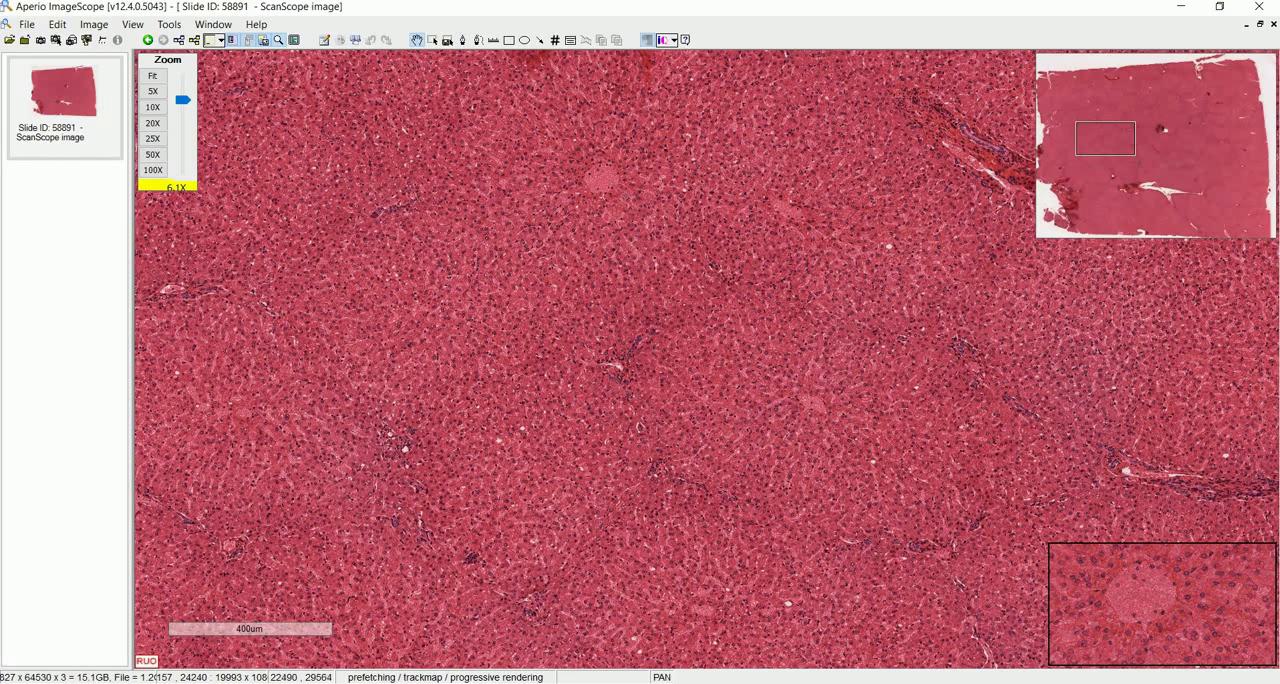 Aperio ImageScope [v12.4.0.5043] - [ Slide ID: 58891  - ScanScope image]
File Edit Image View Tools Window Help
Slide ID: 58891 -
ScanScope image
Zoom
Fit
5X
10X
20X
25X
50X
100X
6.1X
400um
RUO
827 x 64530 x 3 = 15.1GB, File = 1.20157 , 24240 : 19993 x 108 22490 , 29564 prefetching / trackmap / progressive rendering PAN